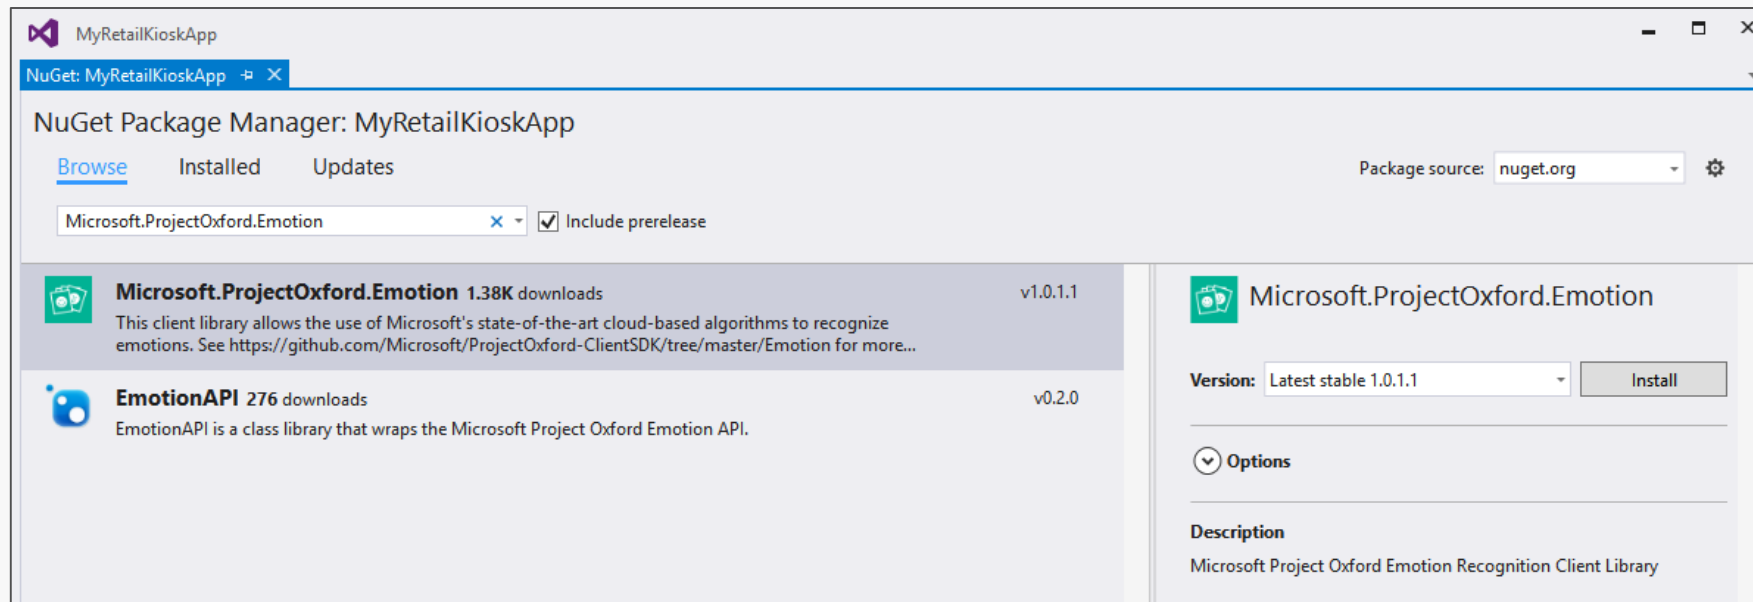 MyRetailKioskApp
NuGet: MyRetailKioskApp
NuGet Package Manager: MyRetailKioskApp
Browse Installed Updates
Package source: nuget.org
Microsoft.ProjectOxford.Emotion Include prerelease
Microsoft.ProjectOxford.Emotion 1.38K downloads v1.0.1.1
This client library allows the use of Microsoft's state-of-the-art cloud-based algorithms to recognize
emotions. See https://github.com/Microsoft/ProjectOxford-ClientSDK/tree/master/Emotion for more...
EmotionAPI 276 downloads v0.2.0
EmotionAPI is a class library that wraps the Microsoft Project Oxford Emotion API.
Microsoft.ProjectOxford.Emotion
Version: Latest stable 1.0.1.1 Install
Options
Description
Microsoft Project Oxford Emotion Recognition Client Library